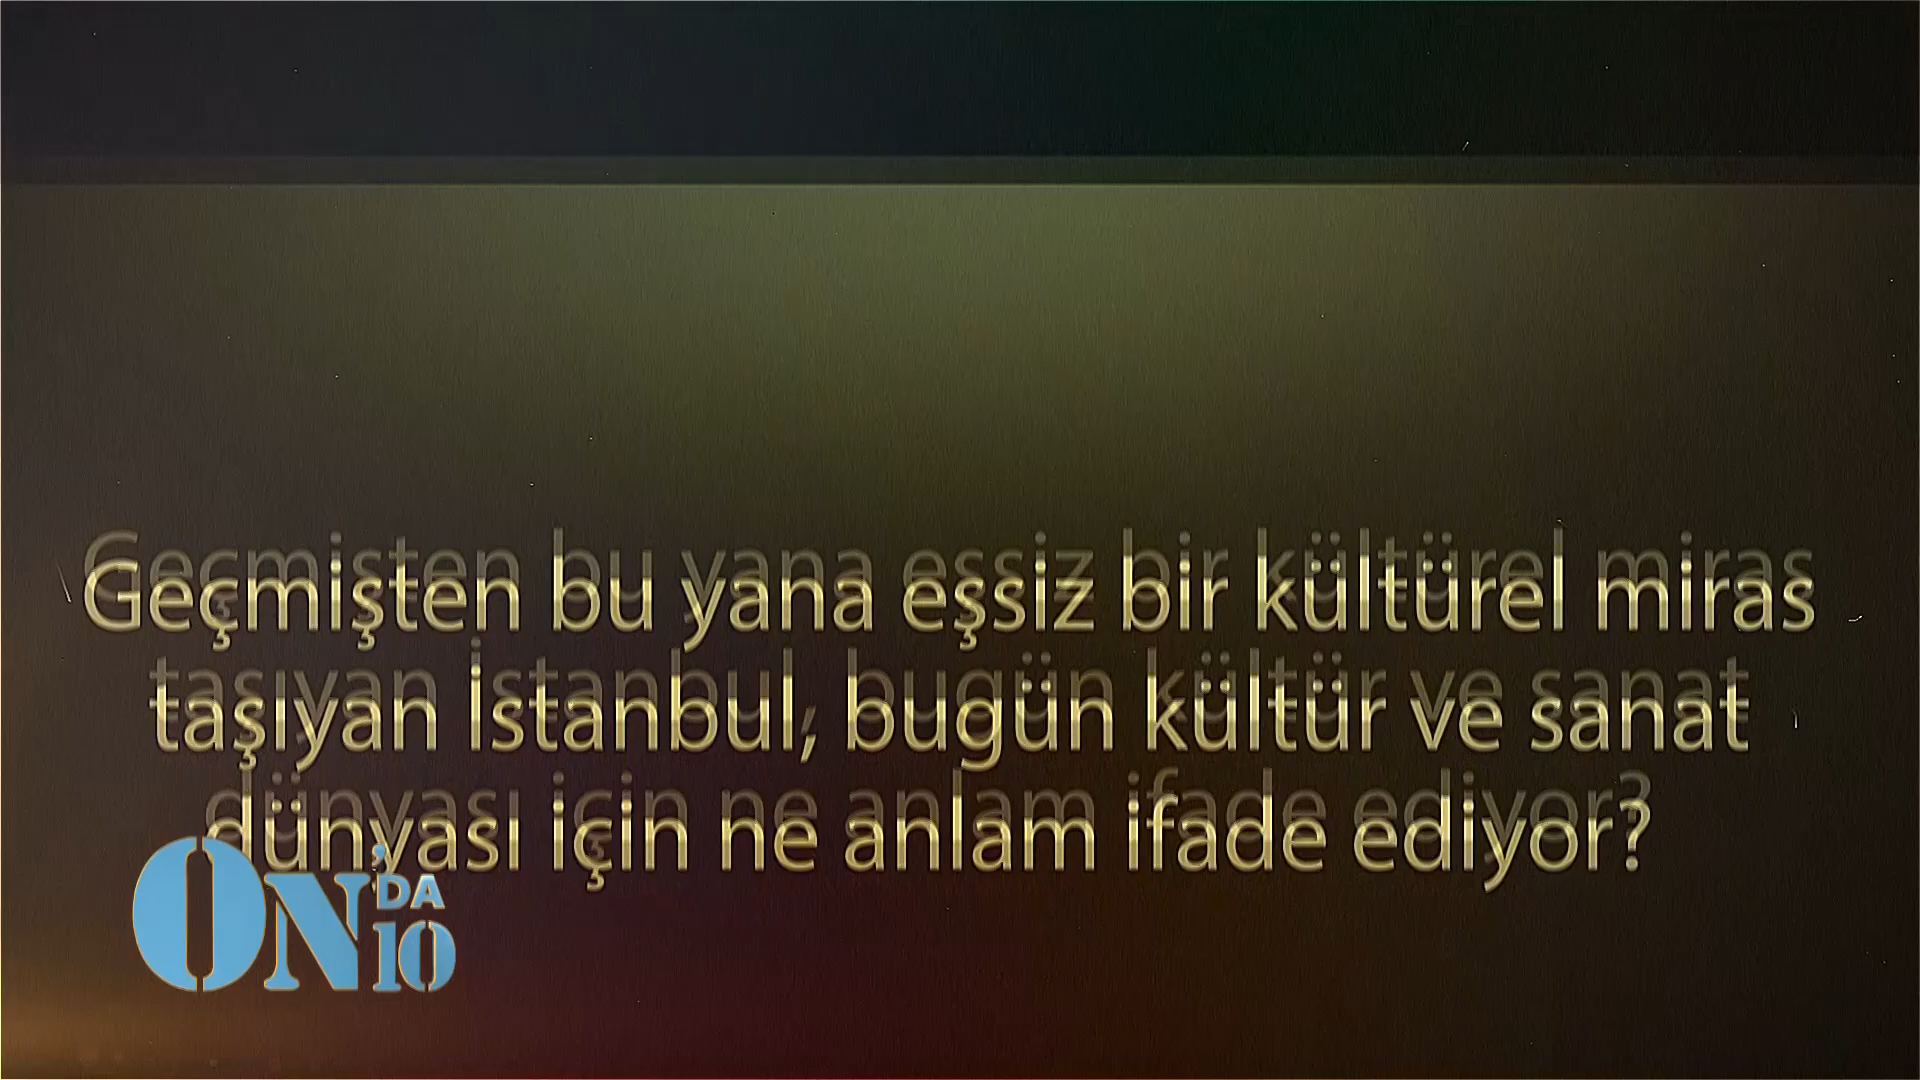 Geçmişten bu yana eşsiz bir kültürel miras
taşıyan İstanbul, bugün kültür ve sanat
dünyası için ne anlam ifade ediyor?
ON'DA
10